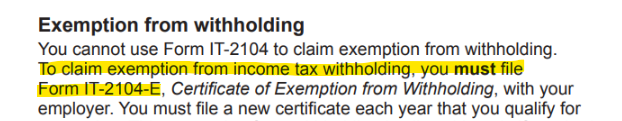 Exemption from withholding
You cannot use Form IT-2104 to claim exemption from withholding.
To claim exemption from income tax withholding, you must file
Form IT-2104-E, Certificate of Exemption from Withholding, with your
employer. You must file a new certificate each year that you qualify for